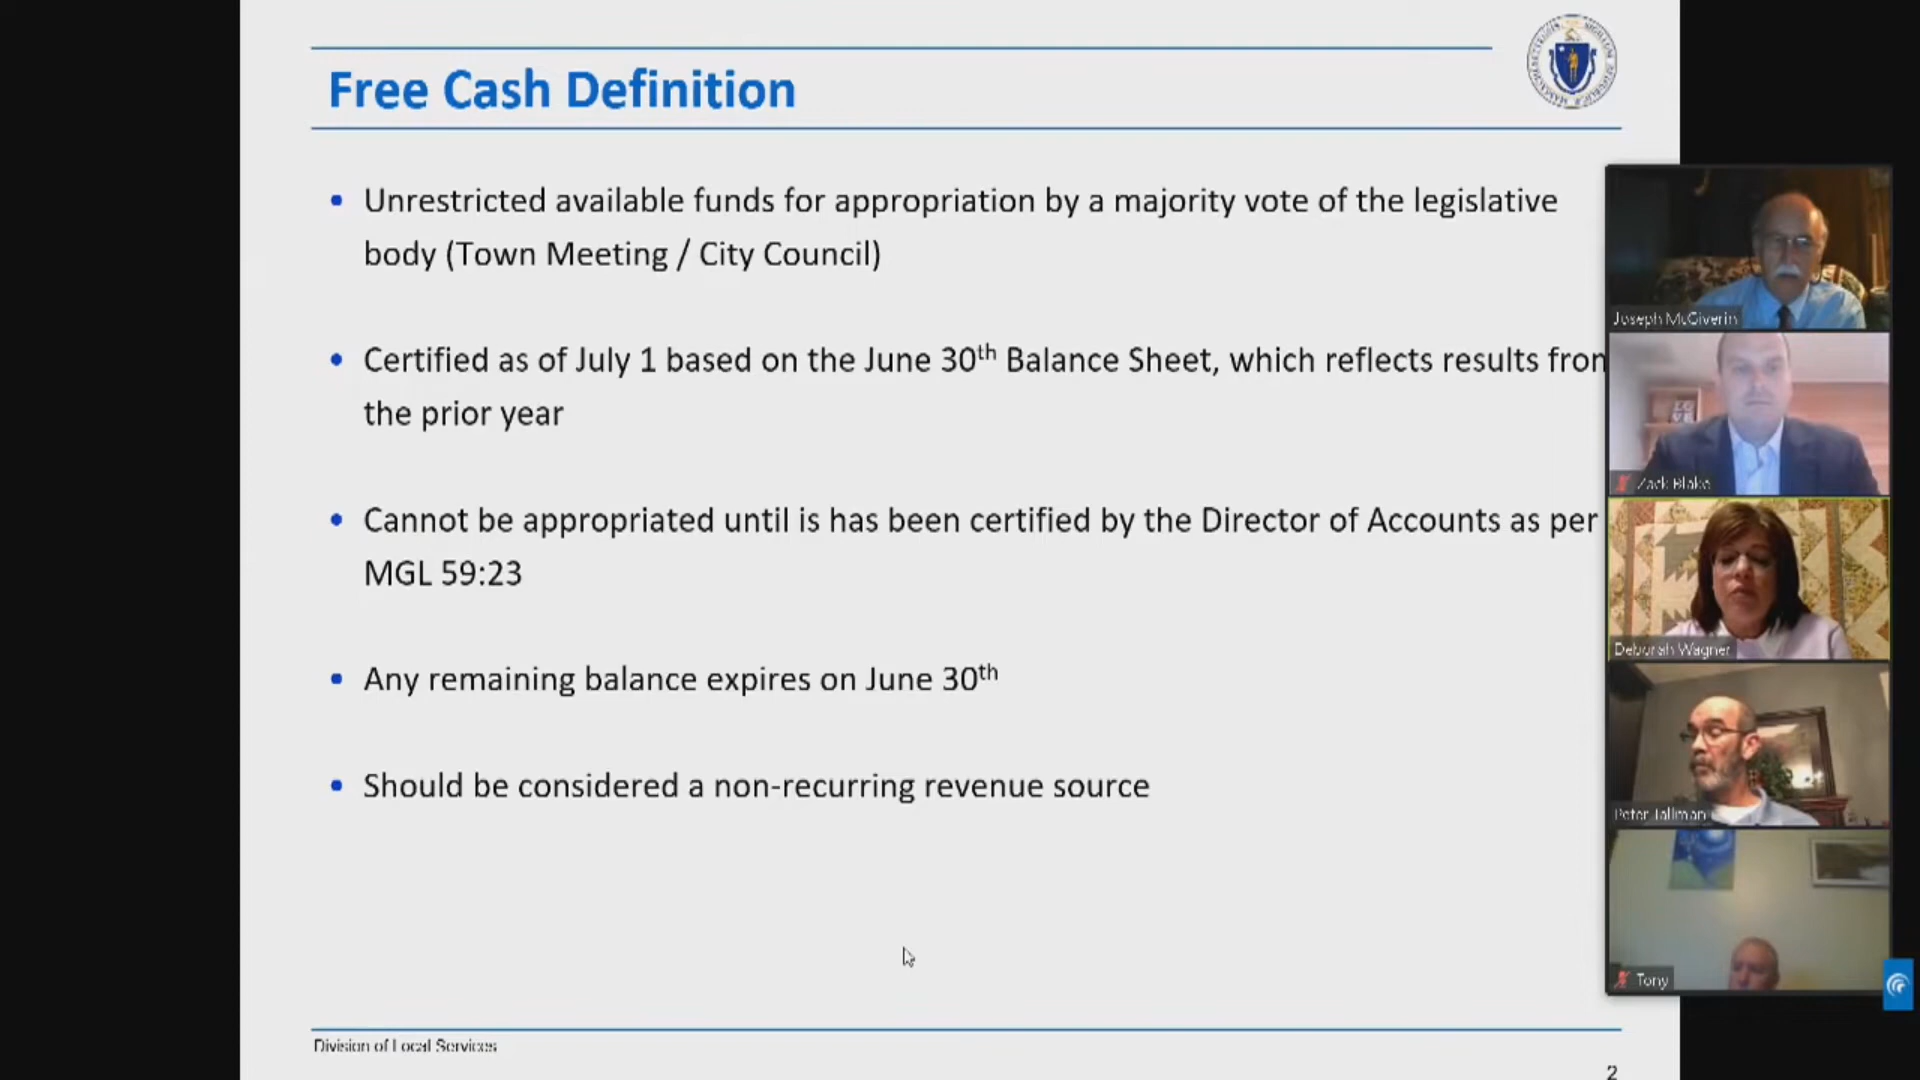 Free Cash Definition
Unrestricted available funds for appropriation by a majority vote of the legislative
body (Town Meeting / City Council)
Certified as of July 1 based on the June 30th Balance Sheet, which reflects results from
the prior year
Cannot be appropriated until is has been certified by the Director of Accounts as per
MGL 59:23
Any remaining balance expires on June 30th
Should be considered a non-recurring revenue source
Division of Local Services
2
Joseph McGiverin
Zack Blake
Deborah Wagner
Peter Tallman
Tony